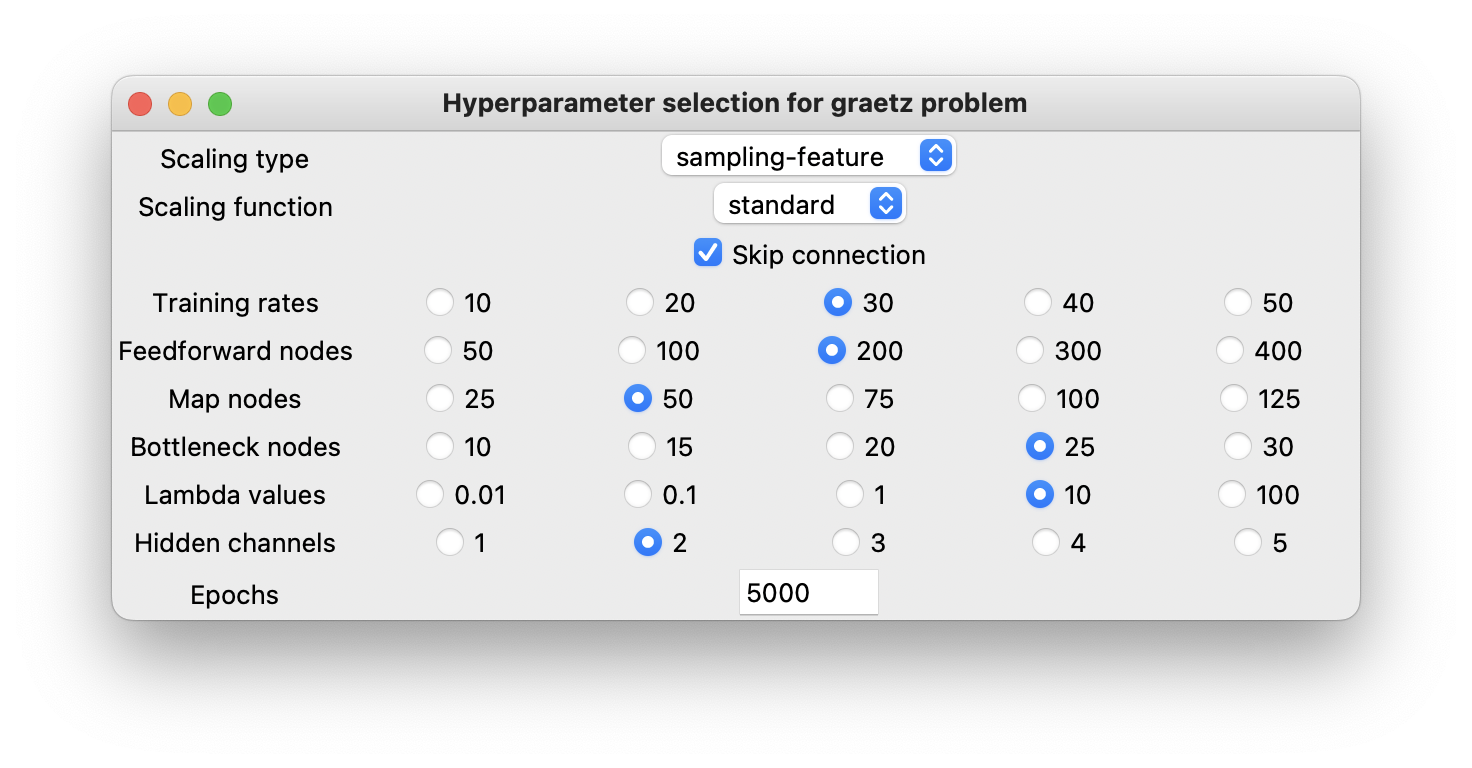 Hyperparameter selection for graetz problem
Scaling type sampling-feature
Scaling function standard
Skip connection
Training rates 10 20 30 40 50
Feedforward nodes 50 100 200 300 400
Map nodes 25 50 75 100 125
Bottleneck nodes 10 15 20 25 30
Lambda values 0.01 0.1 1 10 100
Hidden channels 1 2 3 4 5
Epochs 5000